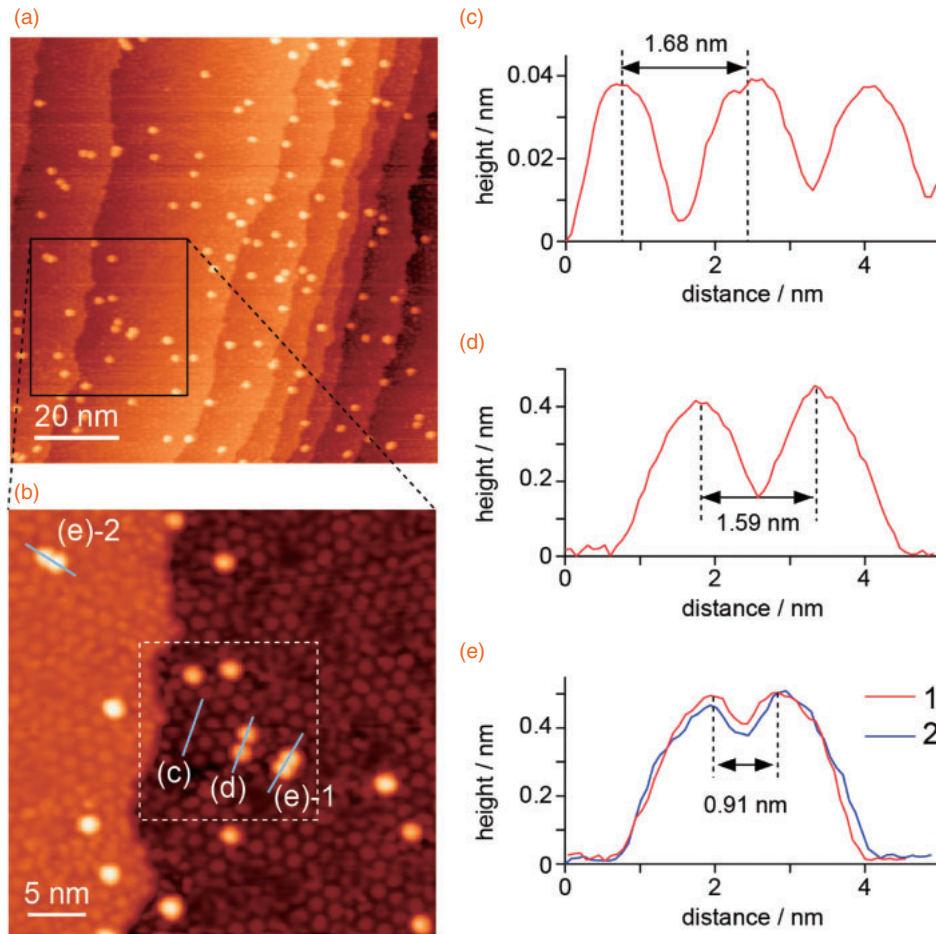 (a)
20 nm
(b)
(e)-2
(c)
(d)
(e)-1
5 nm
(c)
1.68 nm
0.04
0.02
0
height / nm
0 2 4
distance / nm
(d)
0.4
0.2
0
height / nm
1.59 nm
0 2 4
distance / nm
(e)
1
2
0.4
0.2
0
height / nm
0.91 nm
0 2 4
distance / nm